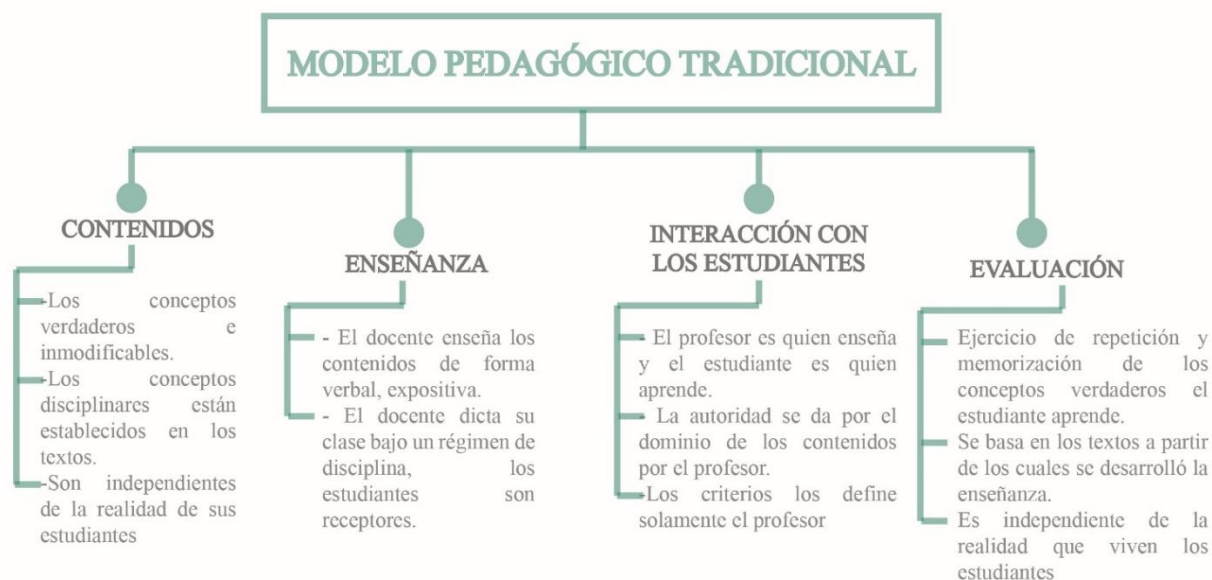 MODELO PEDAGÓGICO TRADICIONAL
CONTENIDOS
-Los conceptos
verdaderos e
inmodificables.
-Los conceptos
disciplinares están
establecidos en los
textos.
-Son independientes
de la realidad de sus
estudiantes
ENSEÑANZA
- El docente enseña los
contenidos de forma
verbal, expositiva.
- El docente dicta su
clase bajo un régimen de
disciplina, los
estudiantes son
receptores.
INTERACCIÓN CON
LOS ESTUDIANTES
- El profesor es quien enseña
y el estudiante es quien
aprende.
- La autoridad se da por el
dominio de los contenidos
por el profesor.
-Los criterios los define
solamente el profesor
EVALUACIÓN
Ejercicio de repetición y
memorización de los
conceptos verdaderos el
estudiante aprende.
Se basa en los textos a partir
de los cuales se desarrolló la
enseñanza.
Es independiente de la
realidad que viven los
estudiantes